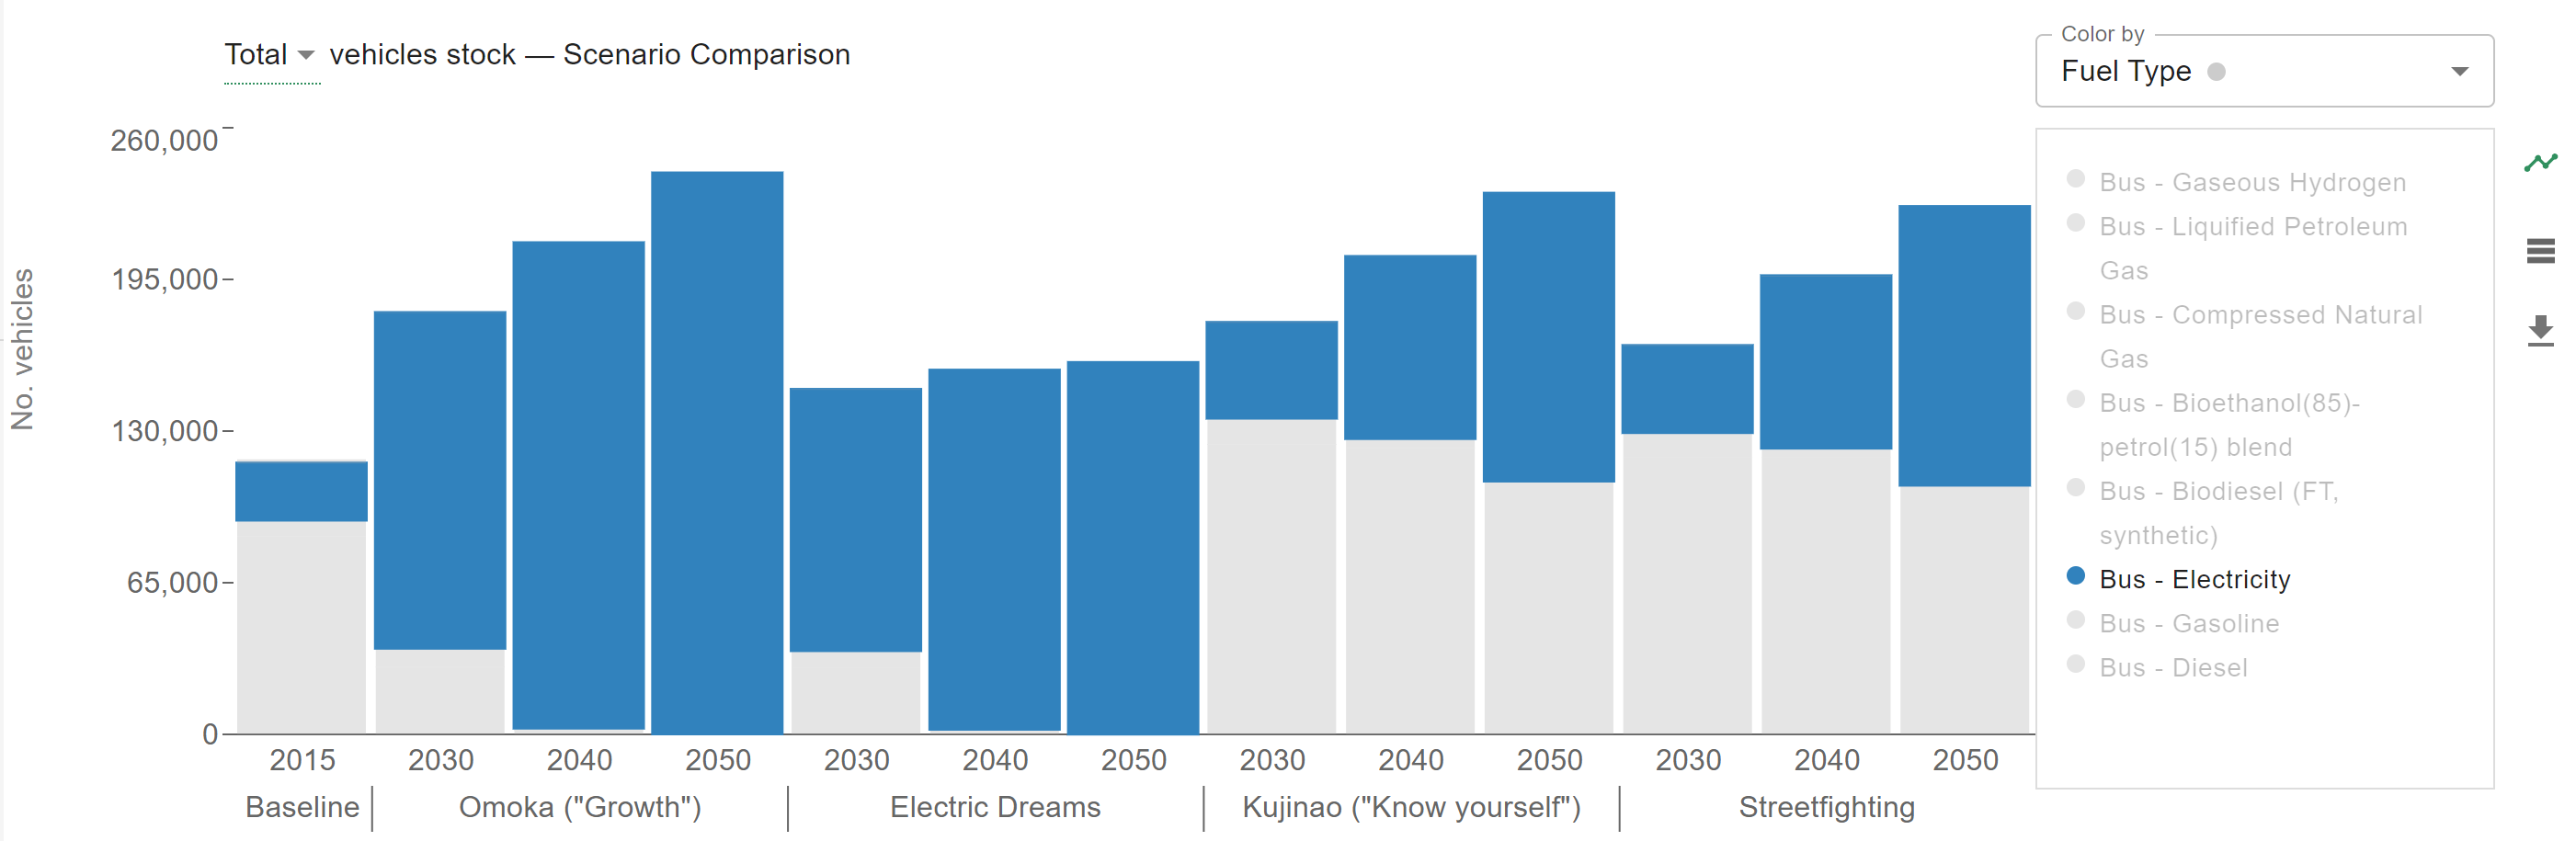 Total vehicles stock — Scenario Comparison
Color by
Fuel Type
260,000
195,000
130,000
65,000
0
No. vehicles
2015 2030 2040 2050 2030 2040 2050 2030 2040 2050 2030 2040 2050
Baseline Omoka ("Growth") Electric Dreams Kujinao ("Know yourself") Streetfighting
Bus - Gaseous Hydrogen
Bus - Liquified Petroleum
Gas
Bus - Compressed Natural
Gas
Bus - Bioethanol(85)-
petrol(15) blend
Bus - Biodiesel (FT,
synthetic)
Bus - Electricity
Bus - Gasoline
Bus - Diesel